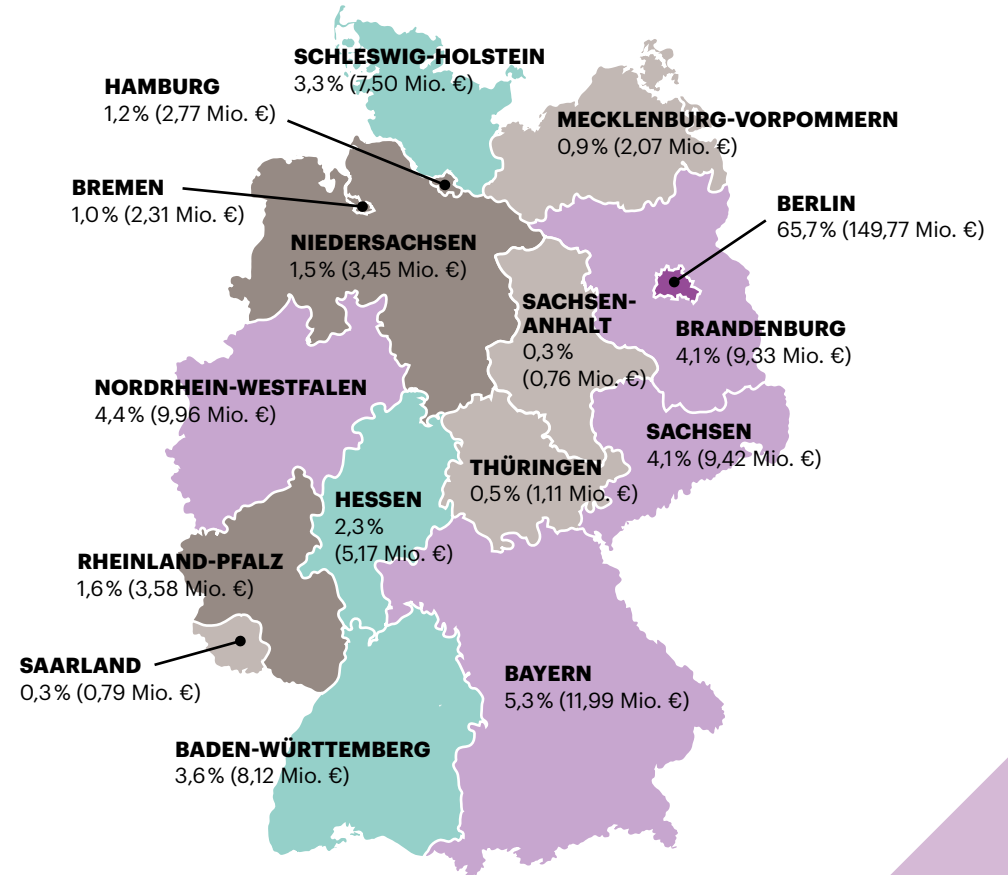 SCHLESWIG-HOLSTEIN
3,3 % (7,50 Mio. €)
HAMBURG
1,2 % (2,77 Mio. €)
MECKLENBURG-VORPOMMERN
0,9 % (2,07 Mio. €)
BREMEN
1,0 % (2,31 Mio. €)
BERLIN
65,7 % (149,77 Mio. €)
NIEDERSACHSEN
1,5 % (3,45 Mio. €)
SACHSEN-
ANHALT
0,3 %
(0,76 Mio. €)
BRANDENBURG
4,1 % (9,33 Mio. €)
NORDRHEIN-WESTFALEN
4,4 % (9,96 Mio. €)
SACHSEN
4,1 % (9,42 Mio. €)
THÜRINGEN
0,5 % (1,11 Mio. €)
HESSEN
2,3 %
(5,17 Mio. €)
RHEINLAND-PFALZ
1,6 % (3,58 Mio. €)
SAARLAND
0,3 % (0,79 Mio. €)
BAYERN
5,3 % (11,99 Mio. €)
BADEN-WÜRTTEMBERG
3,6 % (8,12 Mio. €)